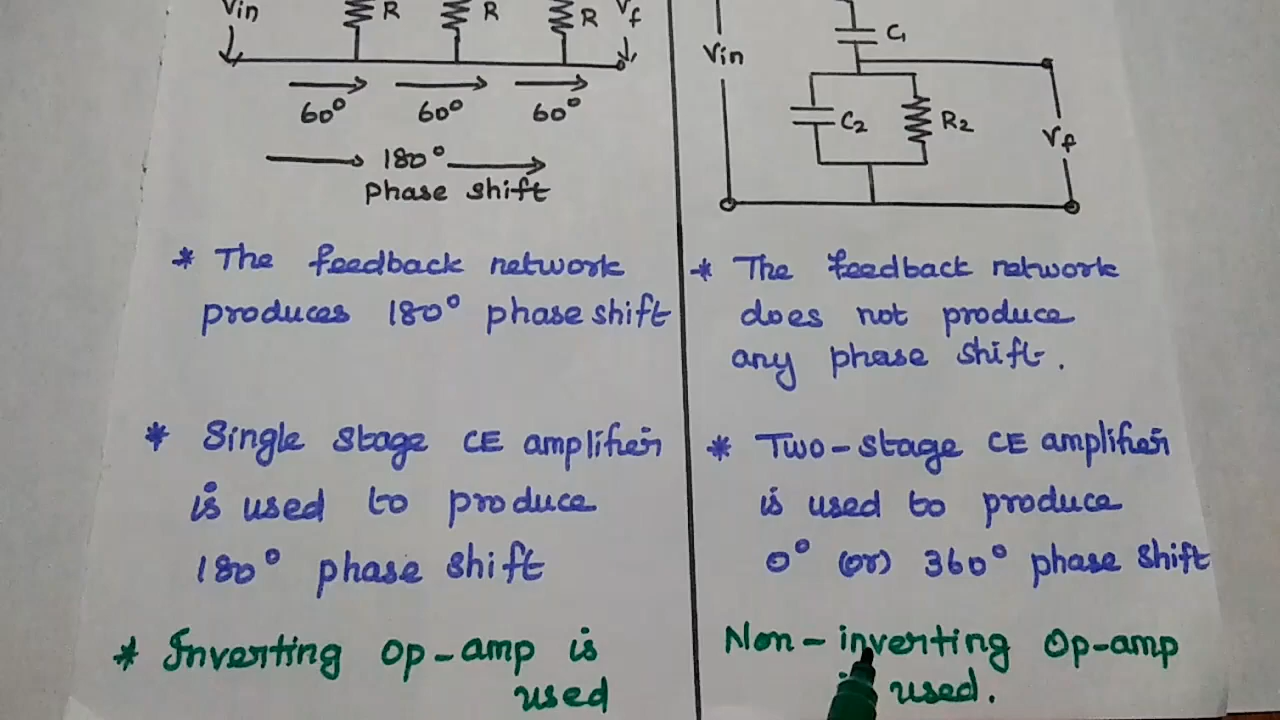 Vin
R
R
R
Vf
60°
60°
60°
180°
Phase shift
* The feedback network
produces 180° phase shift
* Single stage CE amplifier
is used to produce
180° phase shift
* Inverting Op-amp is
used
Vin
C1
C2
R2
Vf
* The feedback network
does not produce
any phase shift.
* Two-stage CE amplifier
is used to produce
0° (or) 360° phase shift
Non-inverting Op-amp
used.